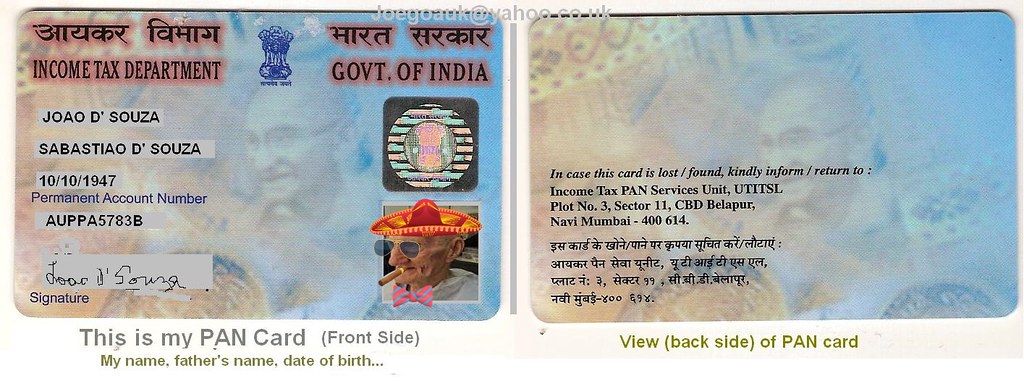 Joegoauk@yahoo.co.uk
आयकर विभाग
INCOME TAX DEPARTMENT
सत्यमेव जयते
भारत सरकार
GOVT. OF INDIA
JOAO D' SOUZA
SABASTIAO D' SOUZA
10/10/1947
Permanent Account Number
AUPPA5783B
Joao D' Souza
Signature
This is my PAN Card (Front Side)
My name, father's name, date of birth...
In case this card is lost / found, kindly inform / return to :
Income Tax PAN Services Unit, UTITSL
Plot No. 3, Sector 11, CBD Belapur,
Navi Mumbai - 400 614.
इस कार्ड के खोने/पाने पर कृपया सूचित करें/लौटाएं :
आयकर पैन सेवा यूनीट, यू टी आई टी एस एल,
प्लाट नं: ३, सेक्टर ११ , सी.बी.डी.बेलापूर,
नवी मुंबई-४०० ६१४.
View (back side) of PAN card